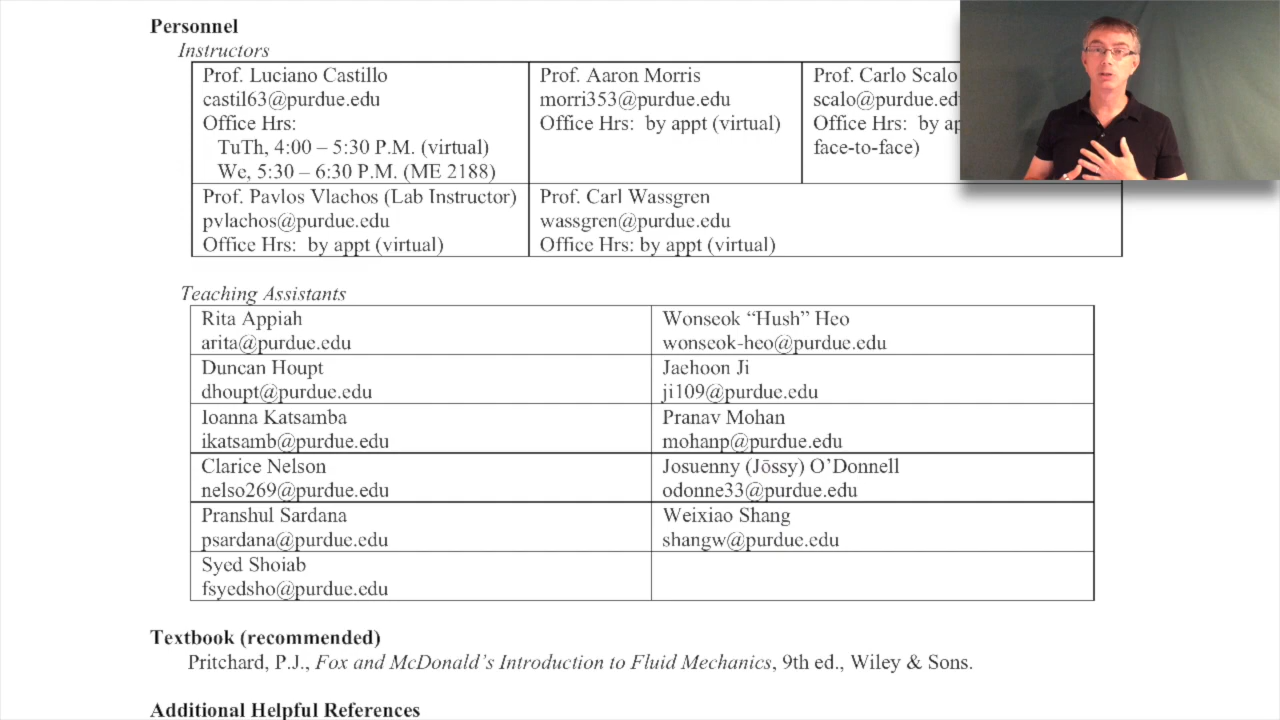 Personnel
Instructors
Prof. Luciano Castillo
castil63@purdue.edu
Office Hrs:
TuTh, 4:00 – 5:30 P.M. (virtual)
We, 5:30 – 6:30 P.M. (ME 2188)
Prof. Aaron Morris
morri353@purdue.edu
Office Hrs: by appt (virtual)
Prof. Carlo Scalo
scalo@purdue.ed
Office Hrs: by ap
face-to-face)
Prof. Pavlos Vlachos (Lab Instructor)
pvlachos@purdue.edu
Office Hrs: by appt (virtual)
Prof. Carl Wassgren
wassgren@purdue.edu
Office Hrs: by appt (virtual)
Teaching Assistants
Rita Appiah
arita@purdue.edu
Wonseok “Hush” Heo
wonseok-heo@purdue.edu
Duncan Houpt
dhoupt@purdue.edu
Jaehoon Ji
ji109@purdue.edu
Ioanna Katsamba
ikatsamb@purdue.edu
Pranav Mohan
mohanp@purdue.edu
Clarice Nelson
nelso269@purdue.edu
Josuenny (Jōssy) O’Donnell
odonne33@purdue.edu
Pranshul Sardana
psardana@purdue.edu
Weixiao Shang
shangw@purdue.edu
Syed Shoiab
fsyedsho@purdue.edu
Textbook (recommended)
Pritchard, P.J., Fox and McDonald’s Introduction to Fluid Mechanics, 9th ed., Wiley & Sons.
Additional Helpful References